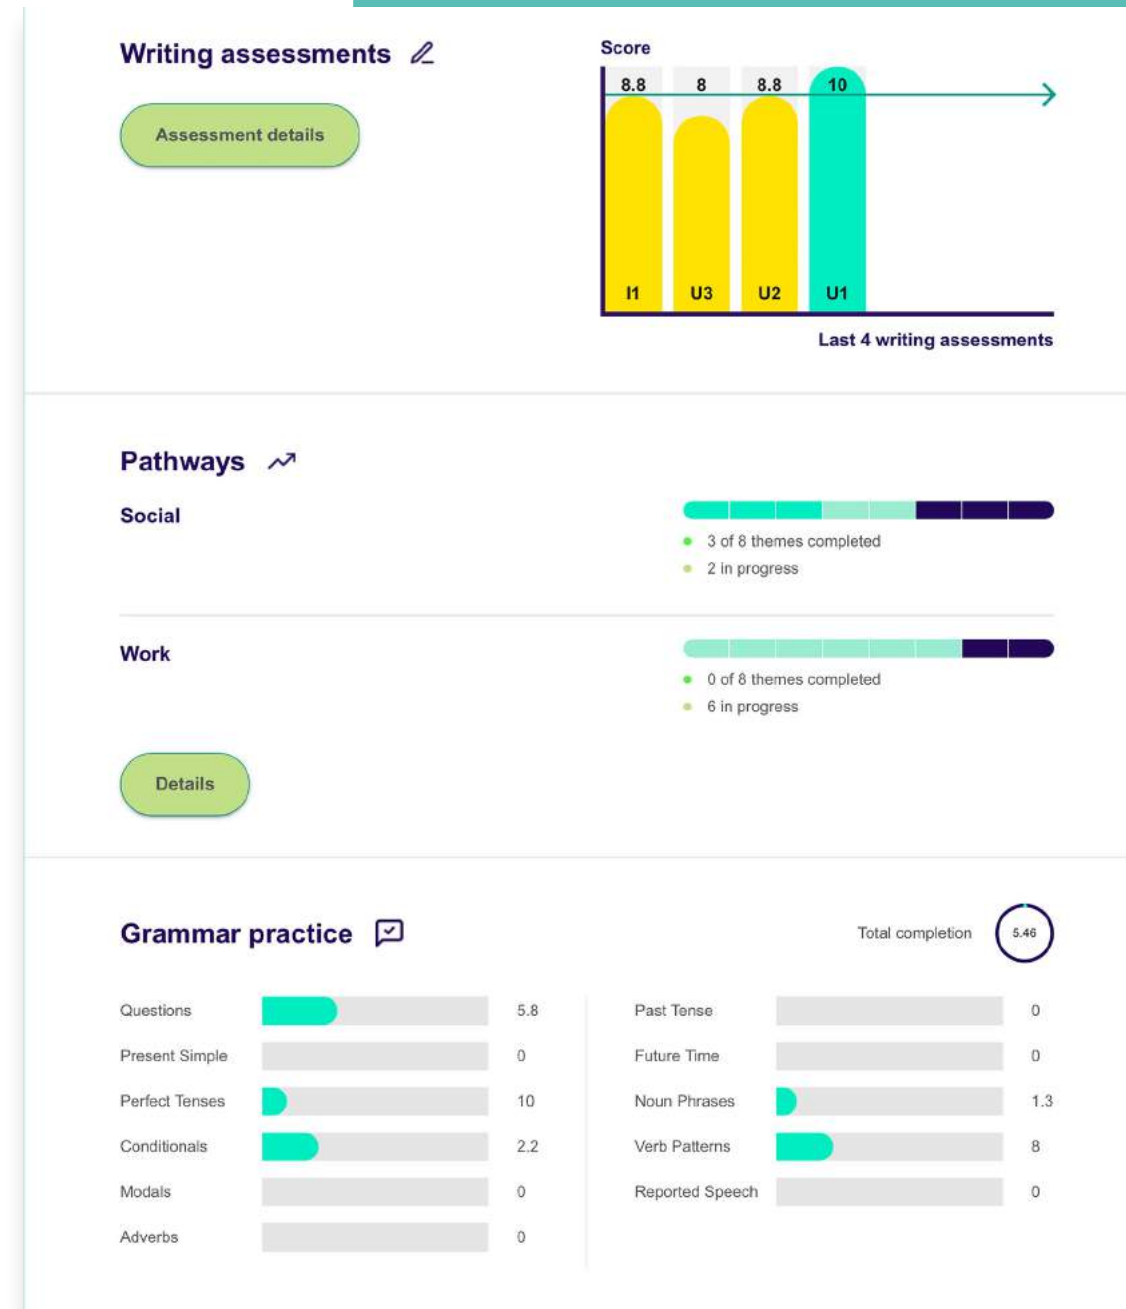 Writing assessments
Assessment details
Score
8.8 8 8.8 10
I1 U3 U2 U1
Last 4 writing assessments
Pathways
Social
3 of 8 themes completed
2 in progress
Work
0 of 8 themes completed
6 in progress
Details
Grammar practice
Total completion 5.46
Questions 5.8
Present Simple 0
Perfect Tenses 10
Conditionals 2.2
Modals 0
Adverbs 0
Past Tense 0
Future Time 0
Noun Phrases 1.3
Verb Patterns 8
Reported Speech 0